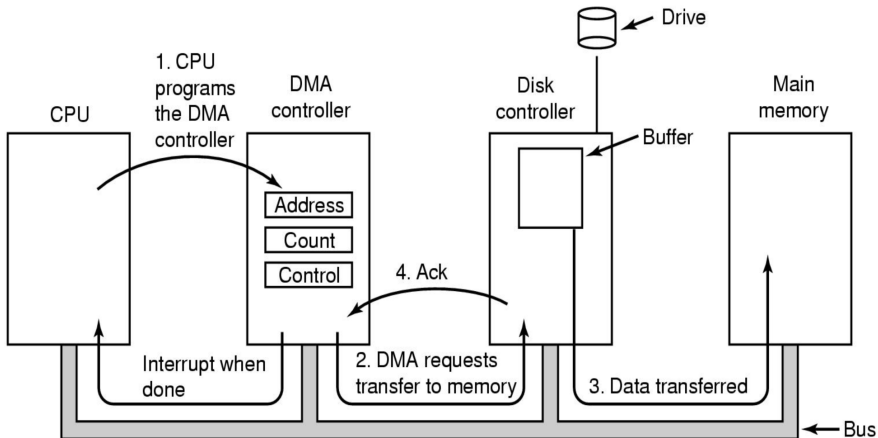 Drive
1. CPU
programs
the DMA
controller
CPU
DMA
controller
Disk
controller
Main
memory
Buffer
Address
Count
Control
4. Ack
Interrupt when
done
2. DMA requests
transfer to memory
3. Data transferred
Bus